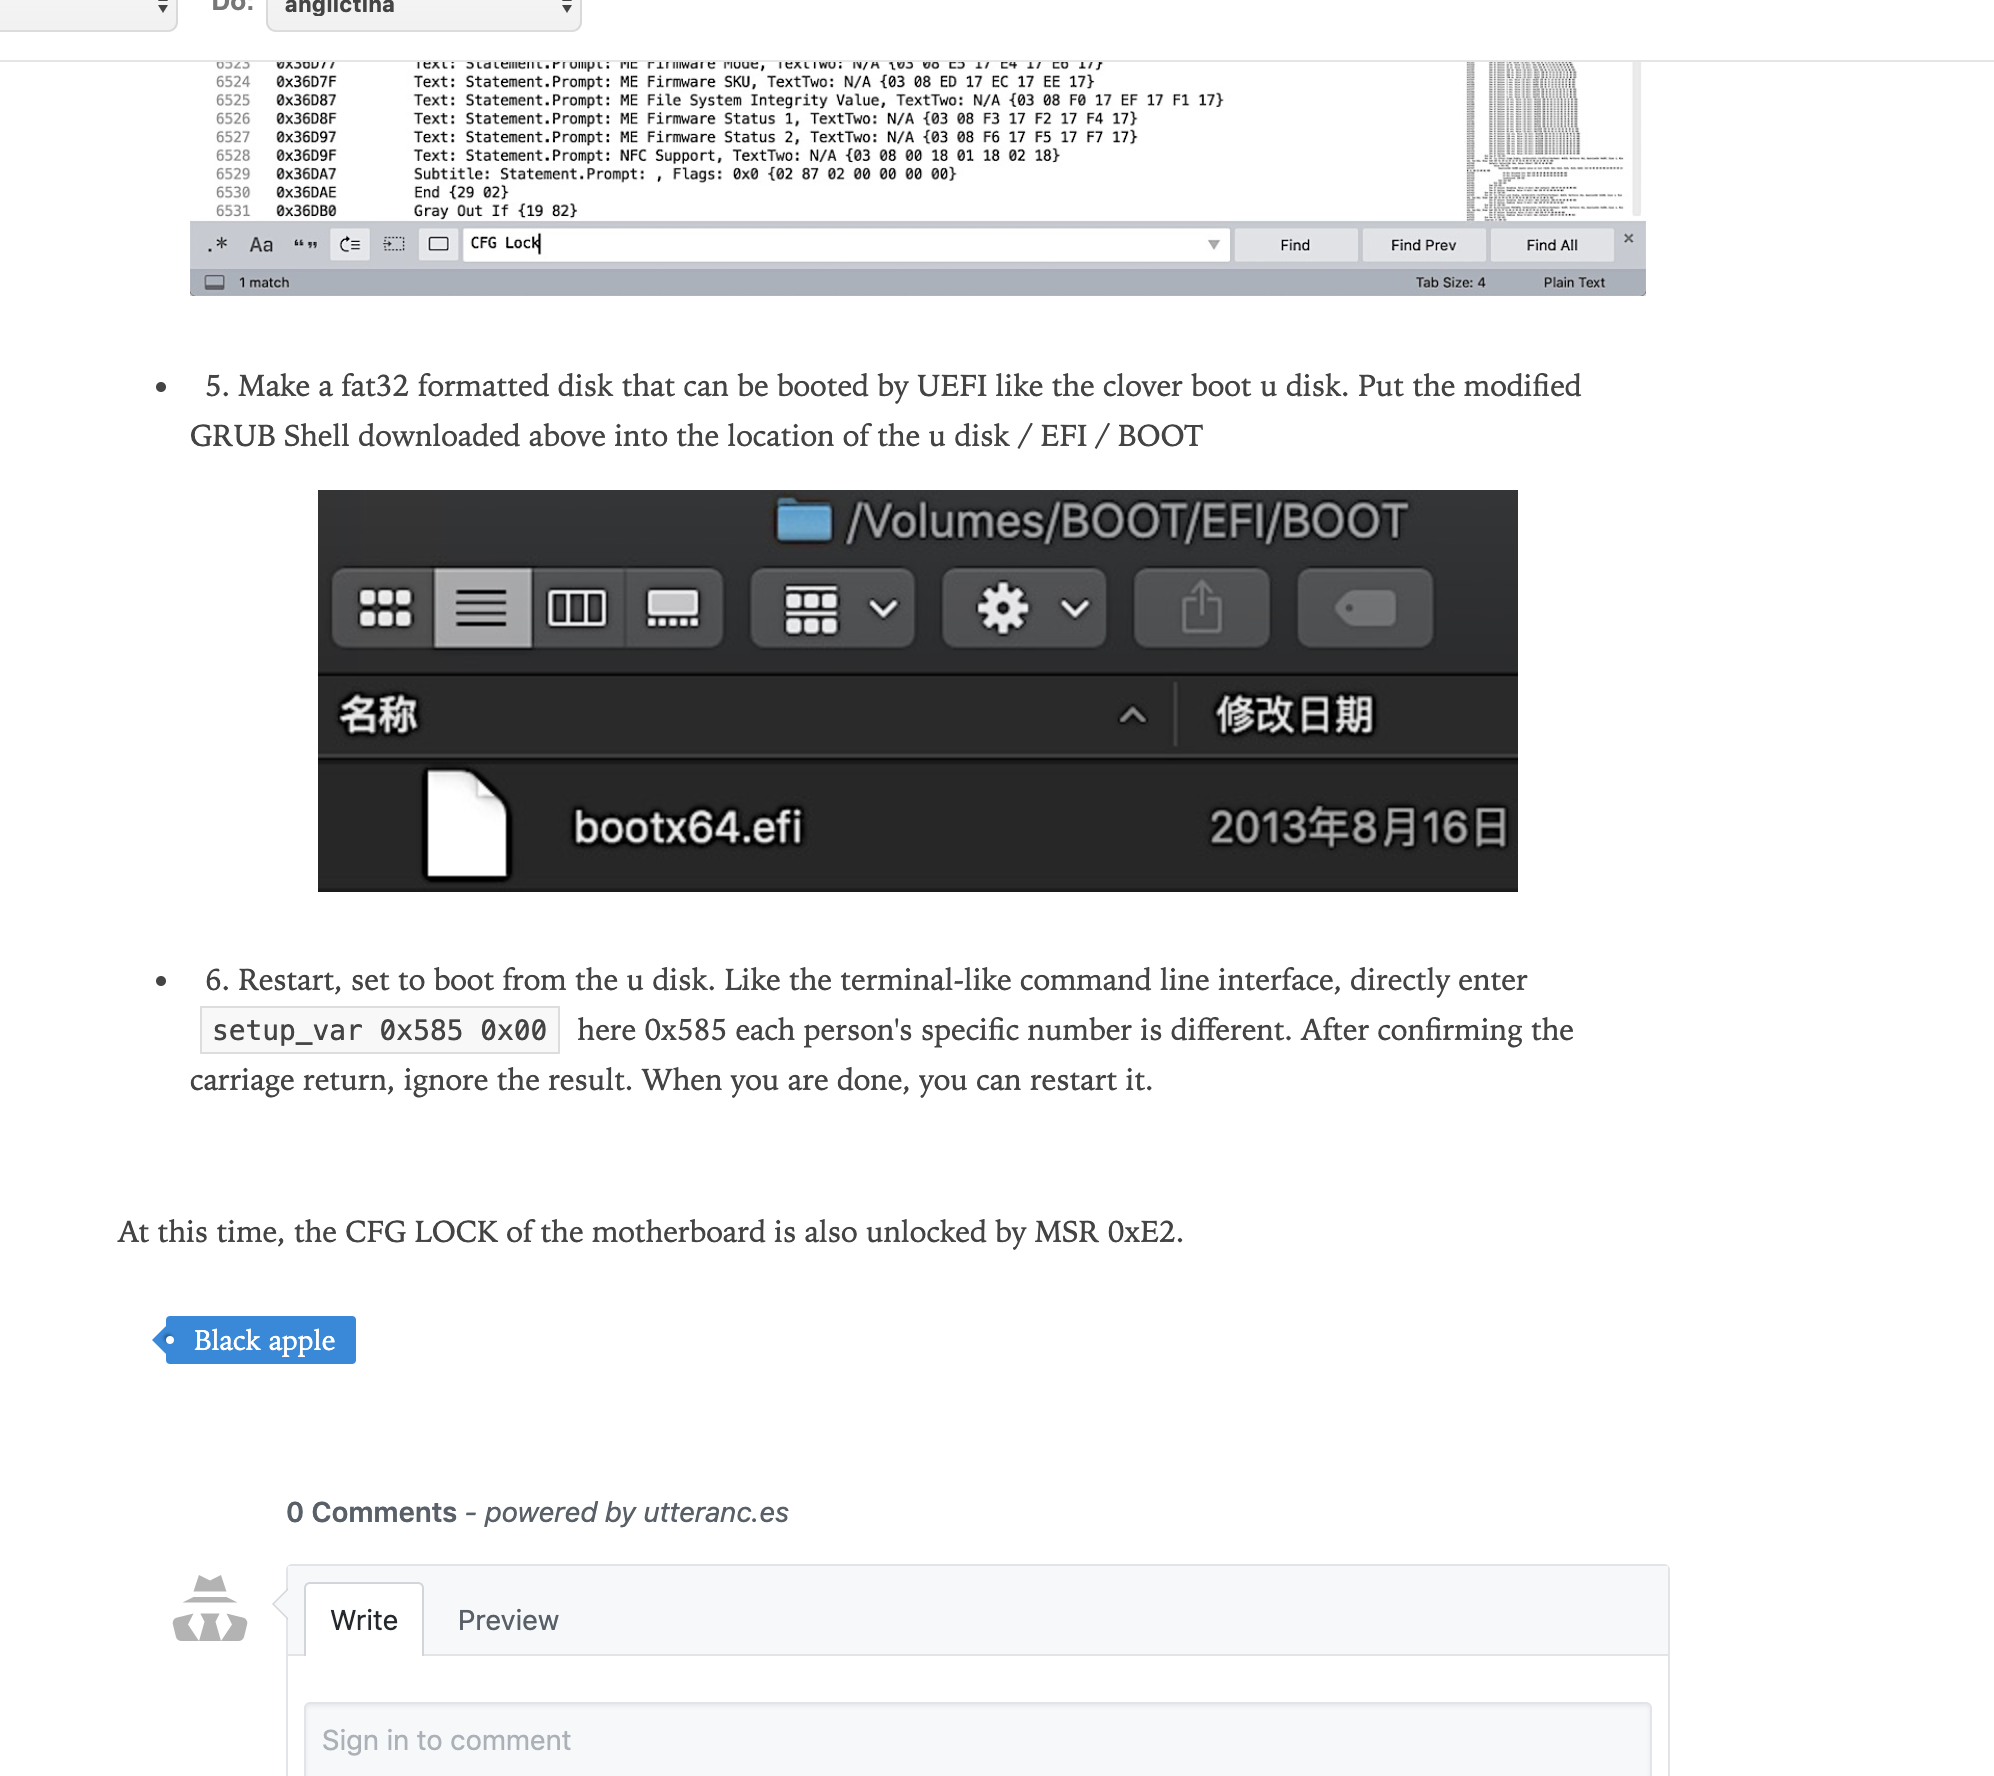 Do:
angličtina
6523 0x36D77 Text: Statement.Prompt: ME Firmware Mode, TextTwo: N/A {03 08 E5 17 E4 17 E6 17}
6524 0x36D7F Text: Statement.Prompt: ME Firmware SKU, TextTwo: N/A {03 08 ED 17 EC 17 EE 17}
6525 0x36D87 Text: Statement.Prompt: ME File System Integrity Value, TextTwo: N/A {03 08 F0 17 EF 17 F1 17}
6526 0x36D8F Text: Statement.Prompt: ME Firmware Status 1, TextTwo: N/A {03 08 F3 17 F2 17 F4 17}
6527 0x36D97 Text: Statement.Prompt: ME Firmware Status 2, TextTwo: N/A {03 08 F6 17 F5 17 F7 17}
6528 0x36D9F Text: Statement.Prompt: NFC Support, TextTwo: N/A {03 08 00 18 01 18 02 18}
6529 0x36DA7 Subtitle: Statement.Prompt: , Flags: 0x0 {02 87 02 00 00 00 00}
6530 0x36DAE End {29 02}
6531 0x36DB0 Gray Out If {19 82}
.* Aa “” CFG Lock Find Find Prev Find All ×
1 match Tab Size: 4 Plain Text
• 5. Make a fat32 formatted disk that can be booted by UEFI like the clover boot u disk. Put the modified
GRUB Shell downloaded above into the location of the u disk / EFI / BOOT
/Volumes/BOOT/EFI/BOOT
名称 修改日期
bootx64.efi 2013年8月16日
• 6. Restart, set to boot from the u disk. Like the terminal-like command line interface, directly enter
setup_var 0x585 0x00 here 0x585 each person's specific number is different. After confirming the
carriage return, ignore the result. When you are done, you can restart it.
At this time, the CFG LOCK of the motherboard is also unlocked by MSR 0xE2.
Black apple
0 Comments - powered by utteranc.es
Write Preview
Sign in to comment